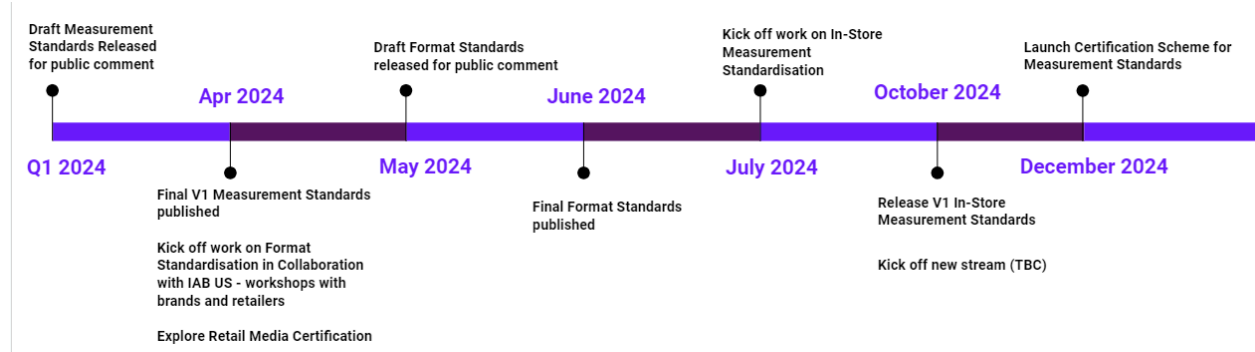 Draft Measurement
Standards Released
for public comment
Q1 2024
Apr 2024
Final V1 Measurement Standards
published
Kick off work on Format
Standardisation in Collaboration
with IAB US - workshops with
brands and retailers
Explore Retail Media Certification
Draft Format Standards
released for public comment
May 2024
June 2024
Final Format Standards
published
Kick off work on In-Store
Measurement
Standardisation
July 2024
October 2024
Release V1 In-Store
Measurement Standards
Kick off new stream (TBC)
Launch Certification Scheme for
Measurement Standards
December 2024